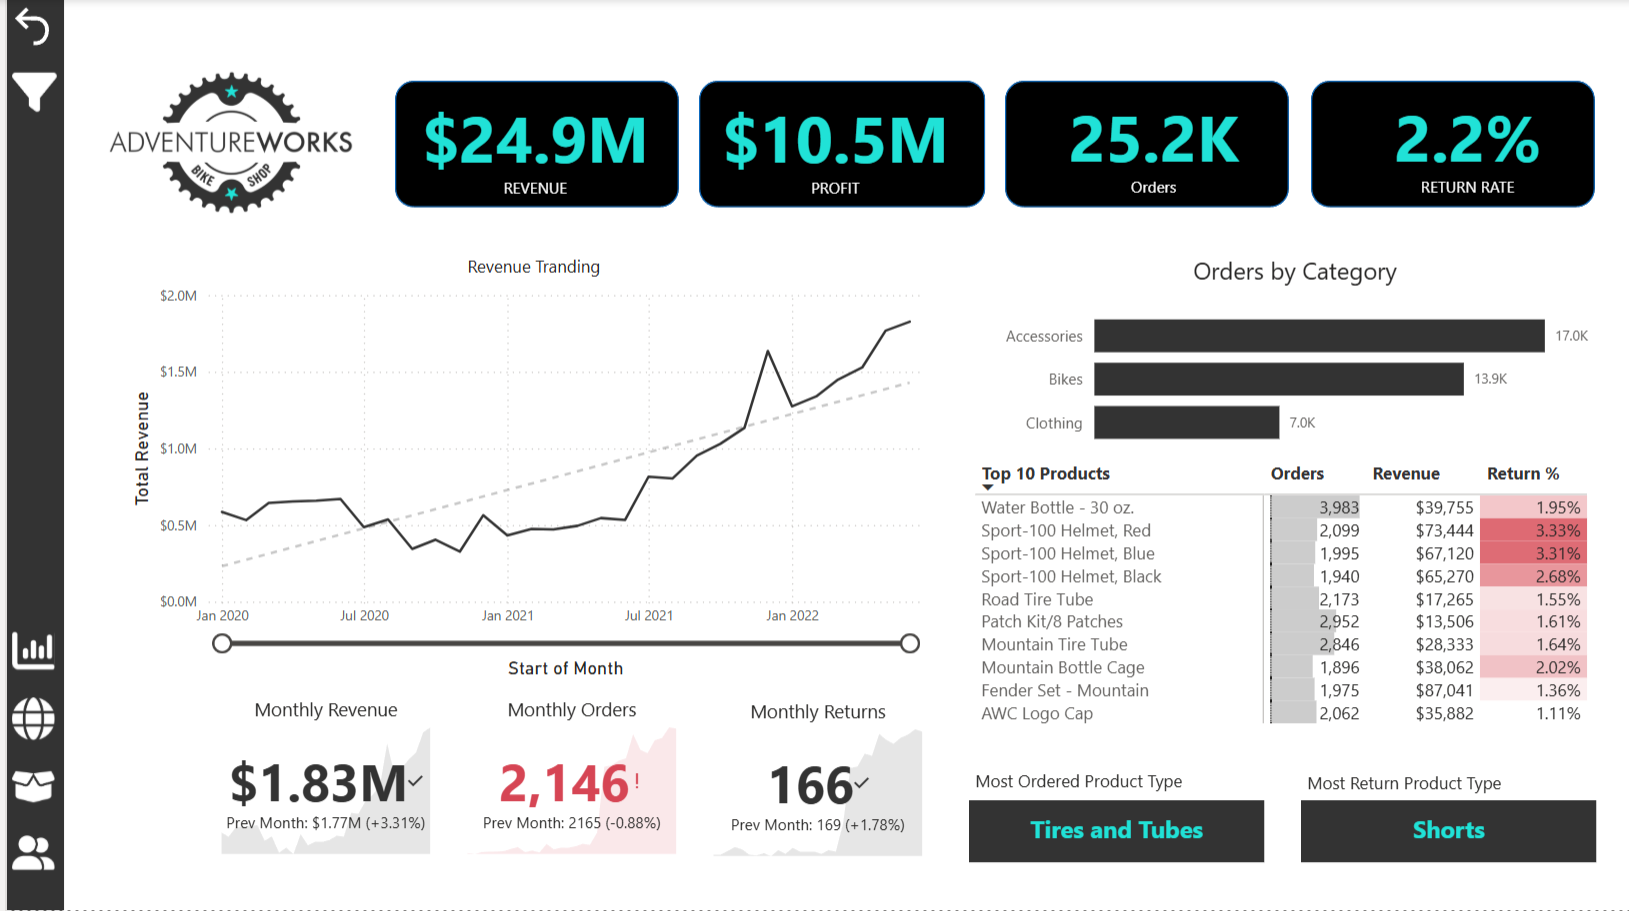 ADVENTUREWORKS
BIKE SHOP
$24.9M
REVENUE
$10.5M
PROFIT
25.2K
Orders
2.2%
RETURN RATE
Revenue Tranding
Total Revenue
$2.0M
$1.5M
$1.0M
$0.5M
$0.0M
Jan 2020 Jul 2020 Jan 2021 Jul 2021 Jan 2022
Start of Month
Orders by Category
Accessories 17.0K
Bikes 13.9K
Clothing 7.0K
Top 10 Products Orders Revenue Return %
Water Bottle - 30 oz. 3,983 $39,755 1.95%
Sport-100 Helmet, Red 2,099 $73,444 3.33%
Sport-100 Helmet, Blue 1,995 $67,120 3.31%
Sport-100 Helmet, Black 1,940 $65,270 2.68%
Road Tire Tube 2,173 $17,265 1.55%
Patch Kit/8 Patches 2,952 $13,506 1.61%
Mountain Tire Tube 2,846 $28,333 1.64%
Mountain Bottle Cage 1,896 $38,062 2.02%
Fender Set - Mountain 1,975 $87,041 1.36%
AWC Logo Cap 2,062 $35,882 1.11%
Monthly Revenue
$1.83M
Prev Month: $1.77M (+3.31%)
Monthly Orders
2,146!
Prev Month: 2165 (-0.88%)
Monthly Returns
166
Prev Month: 169 (+1.78%)
Most Ordered Product Type
Tires and Tubes
Most Return Product Type
Shorts